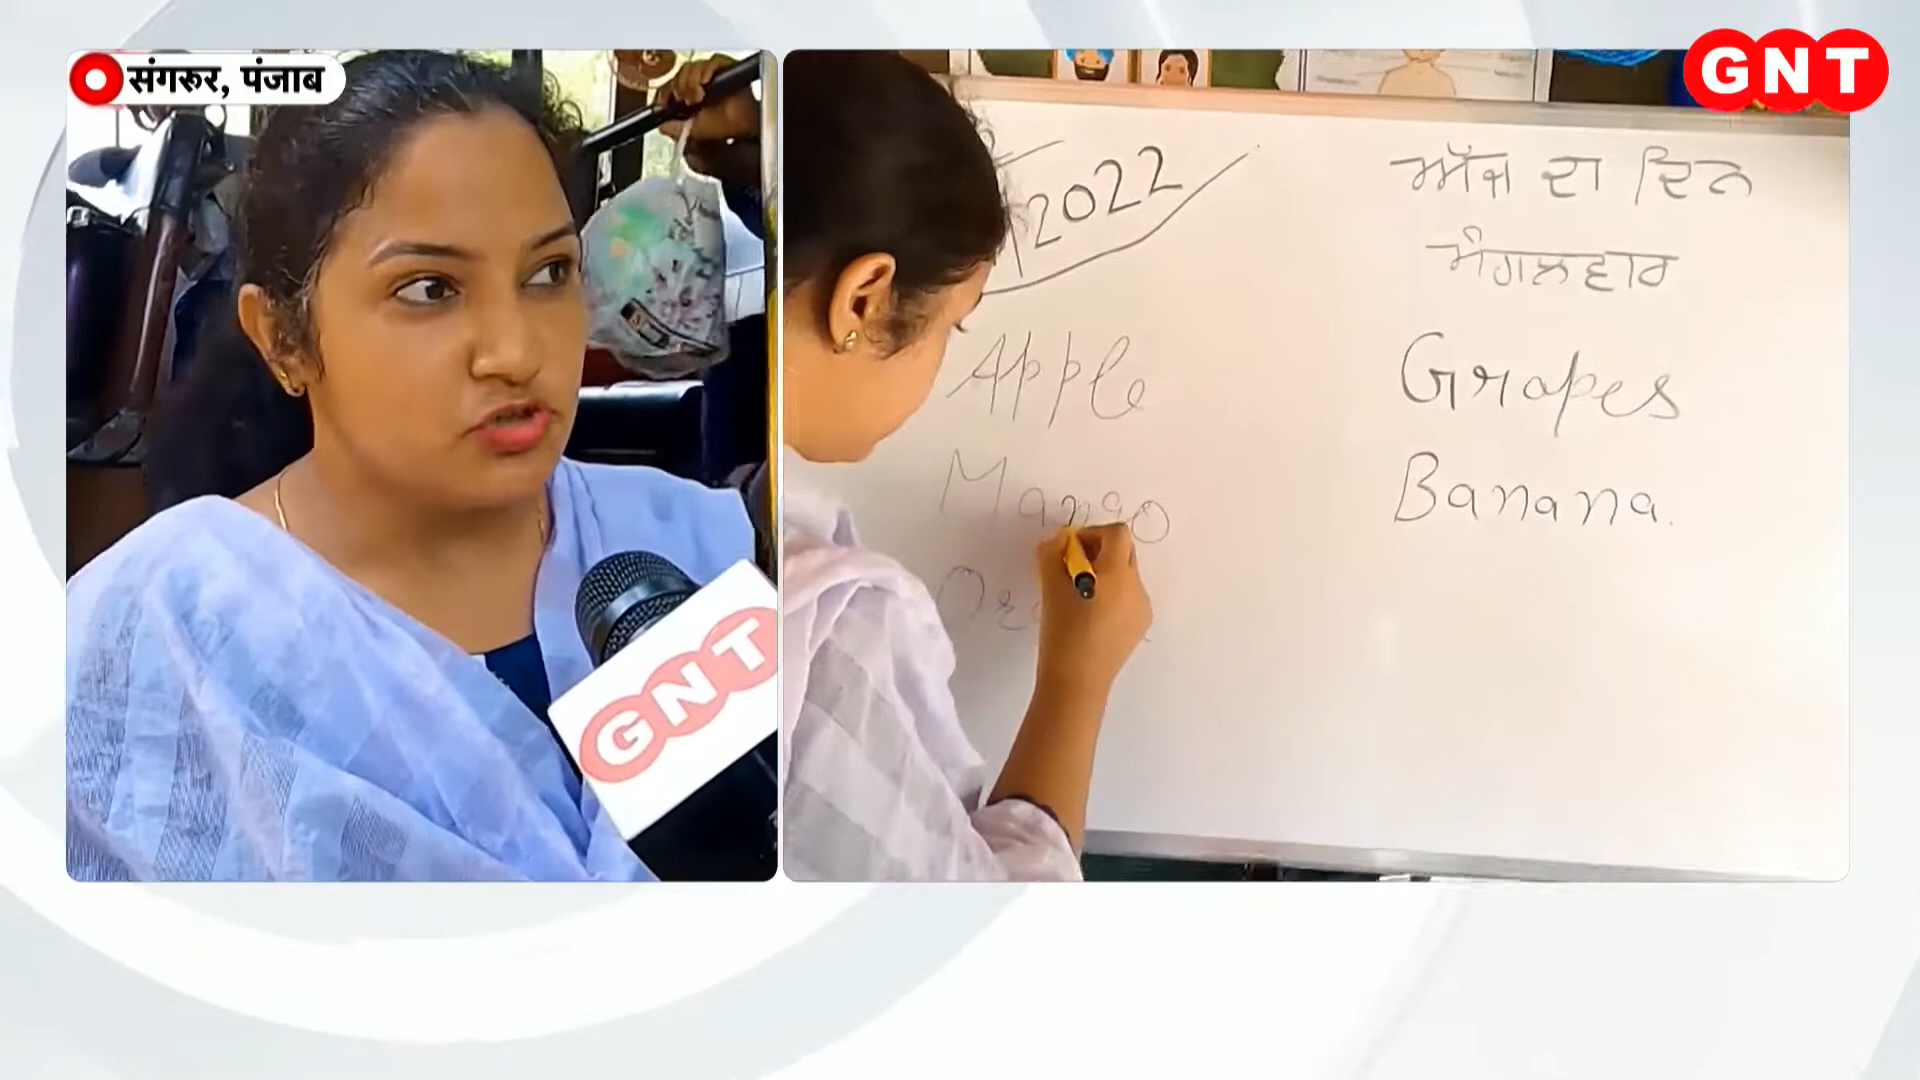 संगरूर, पंजाब
GNT
2022
ਅੱਜ ਦਾ ਦਿਨ
ਮੰਗਲਵਾਰ
Apple
Grapes
Mango
Banana.
GNT